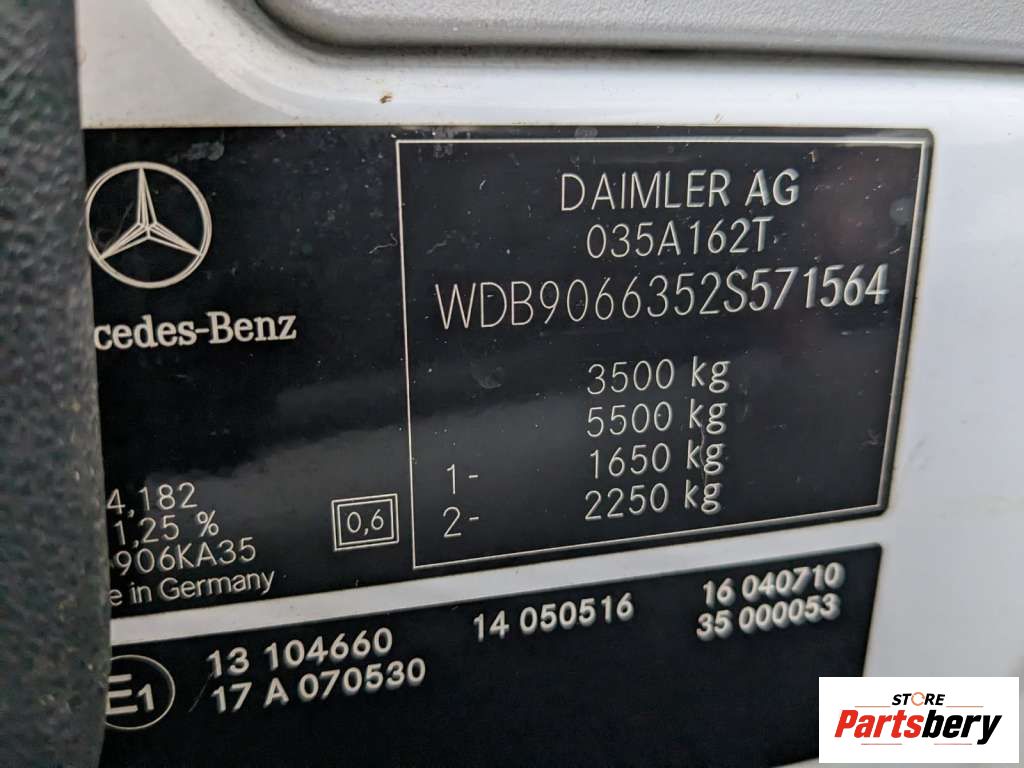 DAIMLER AG
035A162T
WDB9066352S571564
3500 kg
5500 kg
1- 1650 kg
2- 2250 kg
cedes-Benz
4,182
1,25 %
906KA35
e in Germany
0,6
E1
13 104660
17 A 070530
14 050516
16 040710
35 000053
STORE
Partsbery